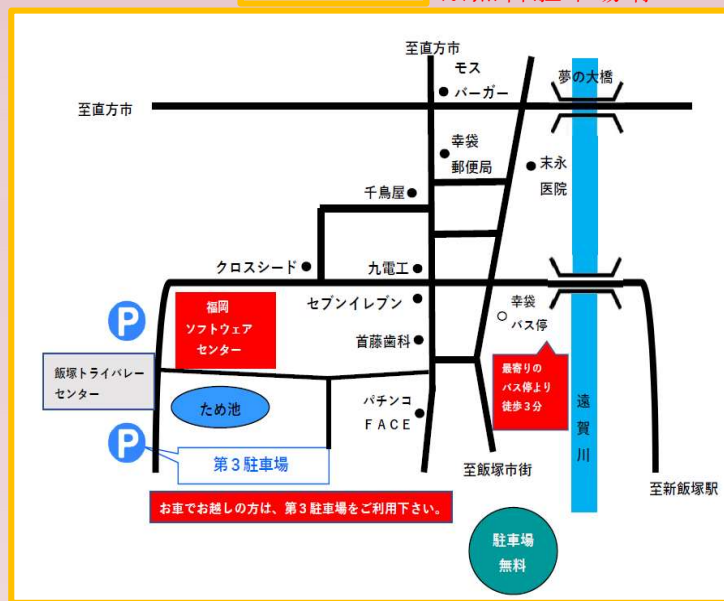 至直方市
モス
バーガー
夢の大橋
至直方市
幸袋
郵便局
末永
医院
千鳥屋
クロスシード
九電工
福岡
ソフトウェア
センター
セブンイレブン
幸袋
バス停
P
首藤歯科
飯塚トライバレー
センター
最寄りの
バス停より
徒歩3分
ため池
パチンコ
FACE
遠
賀
川
P
第3駐車場
至飯塚市街
至新飯塚駅
お車でお越しの方は、第3駐車場をご利用下さい。
駐車場
無料